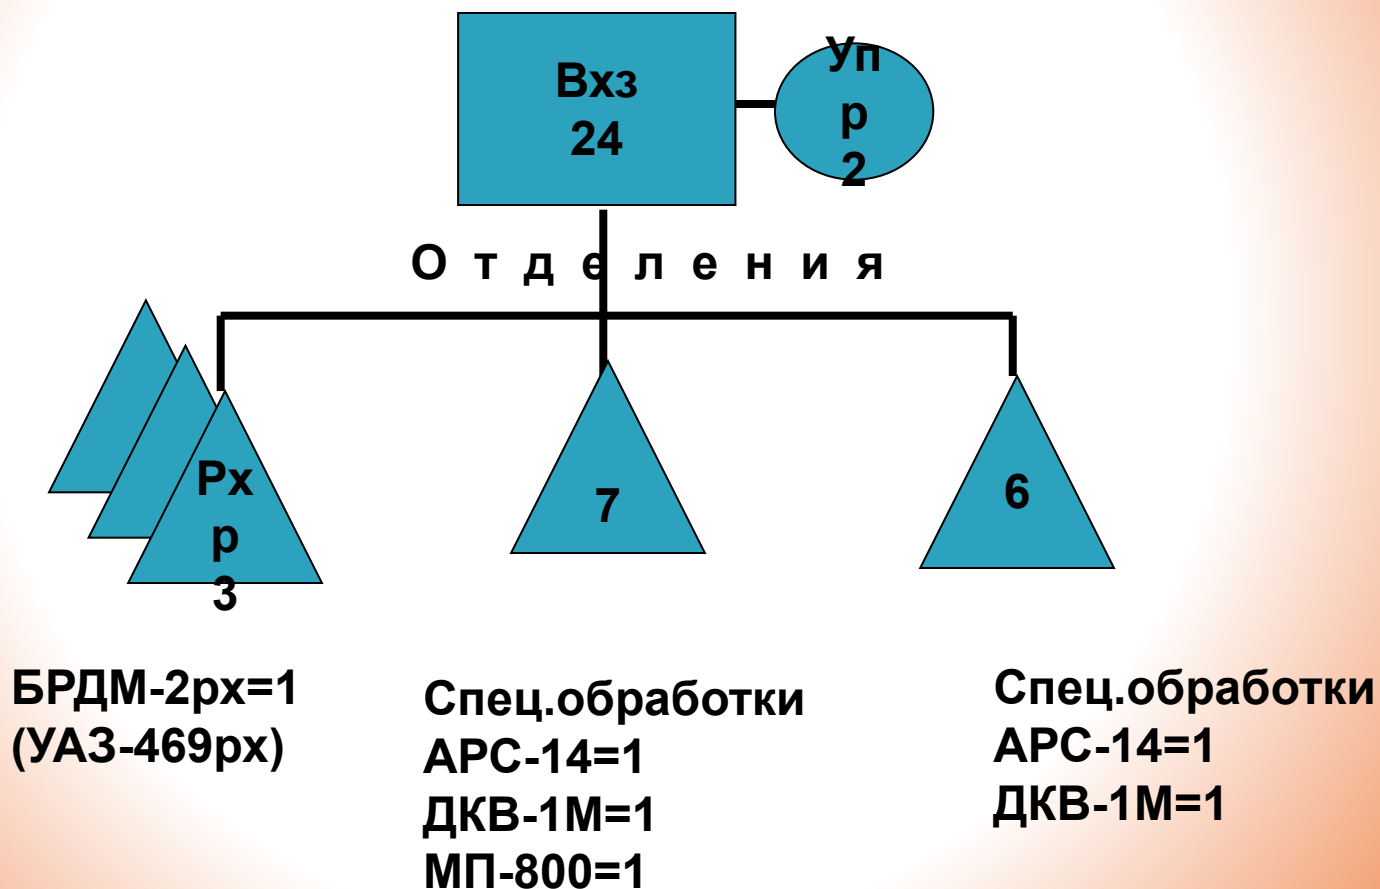 Вхз
24
Уп
р
2
О т д е л е н и я
Рх
р
3
7
6
БРДМ-2рх=1
(УАЗ-469рх)
Спец.обработки
АРС-14=1
ДКВ-1М=1
МП-800=1
Спец.обработки
АРС-14=1
ДКВ-1М=1